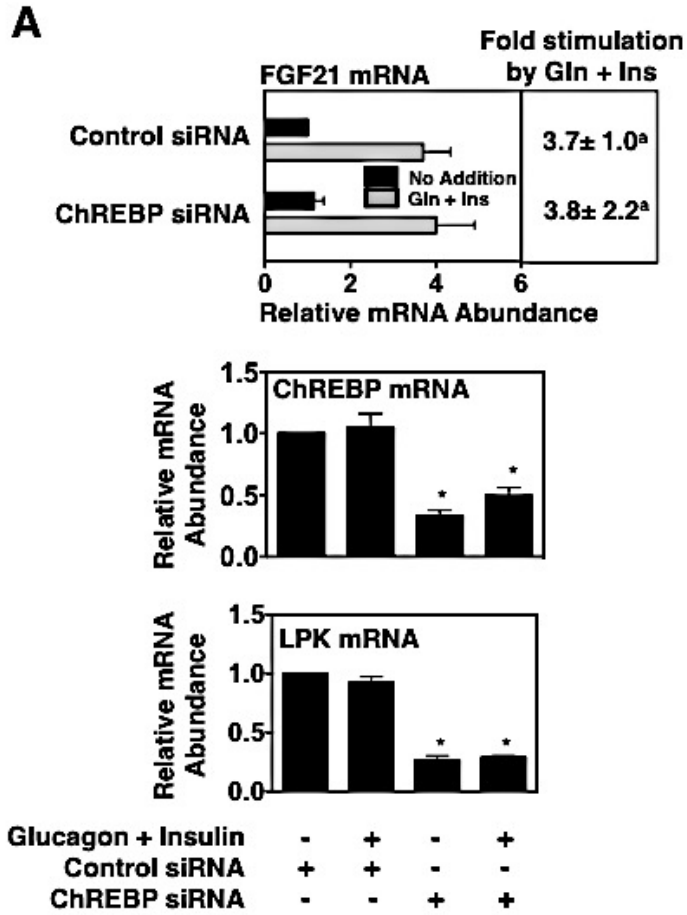 A
Fold stimulation
by Gln + Ins
FGF21 mRNA
Control siRNA
3.7± 1.0ª
No Addition
Gln + Ins
ChREBP siRNA
3.8± 2.2ª
0 2 4 6
Relative mRNA Abundance
ChREBP mRNA
Relative mRNA
Abundance
1.5
1.0
0.5
0.0
* *
LPK mRNA
Relative mRNA
Abundance
1.5
1.0
0.5
0.0
* *
Glucagon + Insulin - + - +
Control siRNA + + - -
ChREBP siRNA - - + +